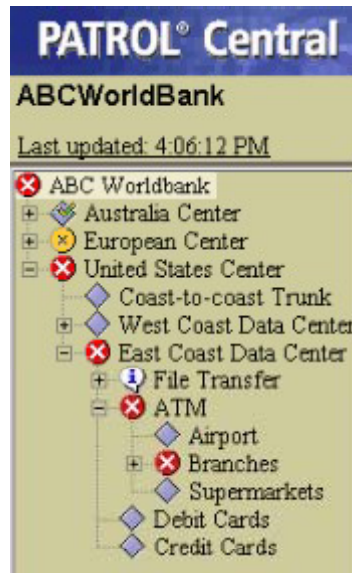 PATROL® Central
ABCWorldBank
Last updated: 4:06:12 PM
ABC Worldbank
Australia Center
European Center
United States Center
Coast-to-coast Trunk
West Coast Data Center
East Coast Data Center
File Transfer
ATM
Airport
Branches
Supermarkets
Debit Cards
Credit Cards